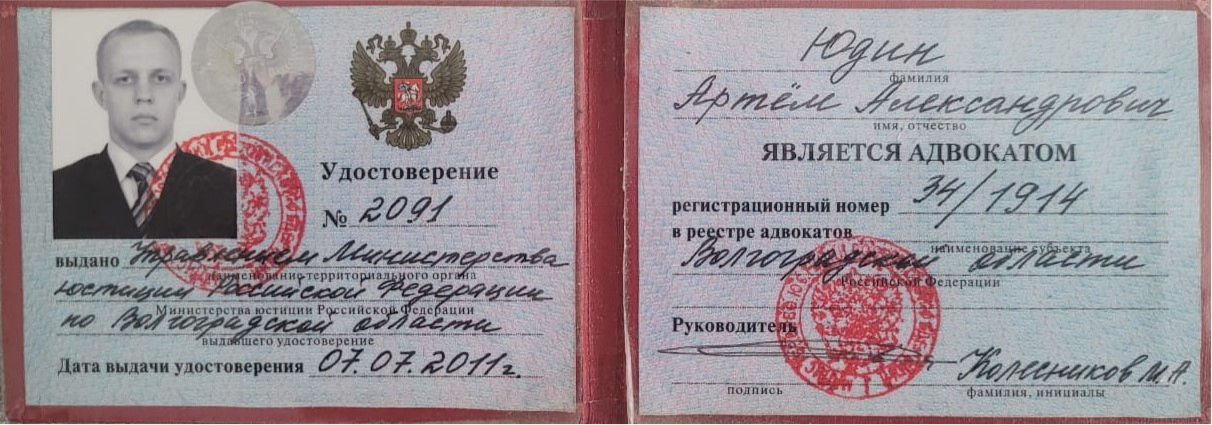 Удостоверение
№ 2091
выдано Управлением Министерства
наименование территориального органа
юстиции Российской Федерации
Министерства юстиции Российской Федерации
по Волгоградской области
выдавшего удостоверение
Дата выдачи удостоверения 07.07.2011г.
Юдин
фамилия
Артём Александрович
имя, отчество
ЯВЛЯЕТСЯ АДВОКАТОМ
регистрационный номер 34/1914
в реестре адвокатов
наименование субъекта
Волгоградской области
Российской Федерации
Руководитель
Колесников М.А.
подпись
фамилия, инициалы